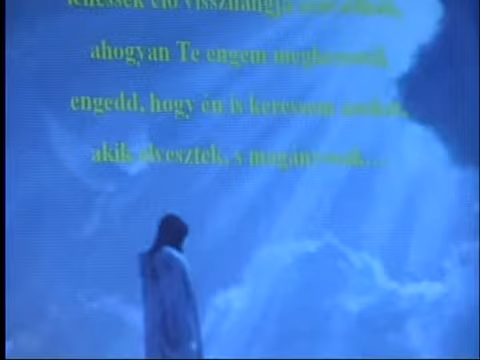 lehessek élő visszhangja
ahogyan Te engem megkerestél,
engedd, hogy én is keressem azokat,
akik elvesztek, s magányosak...